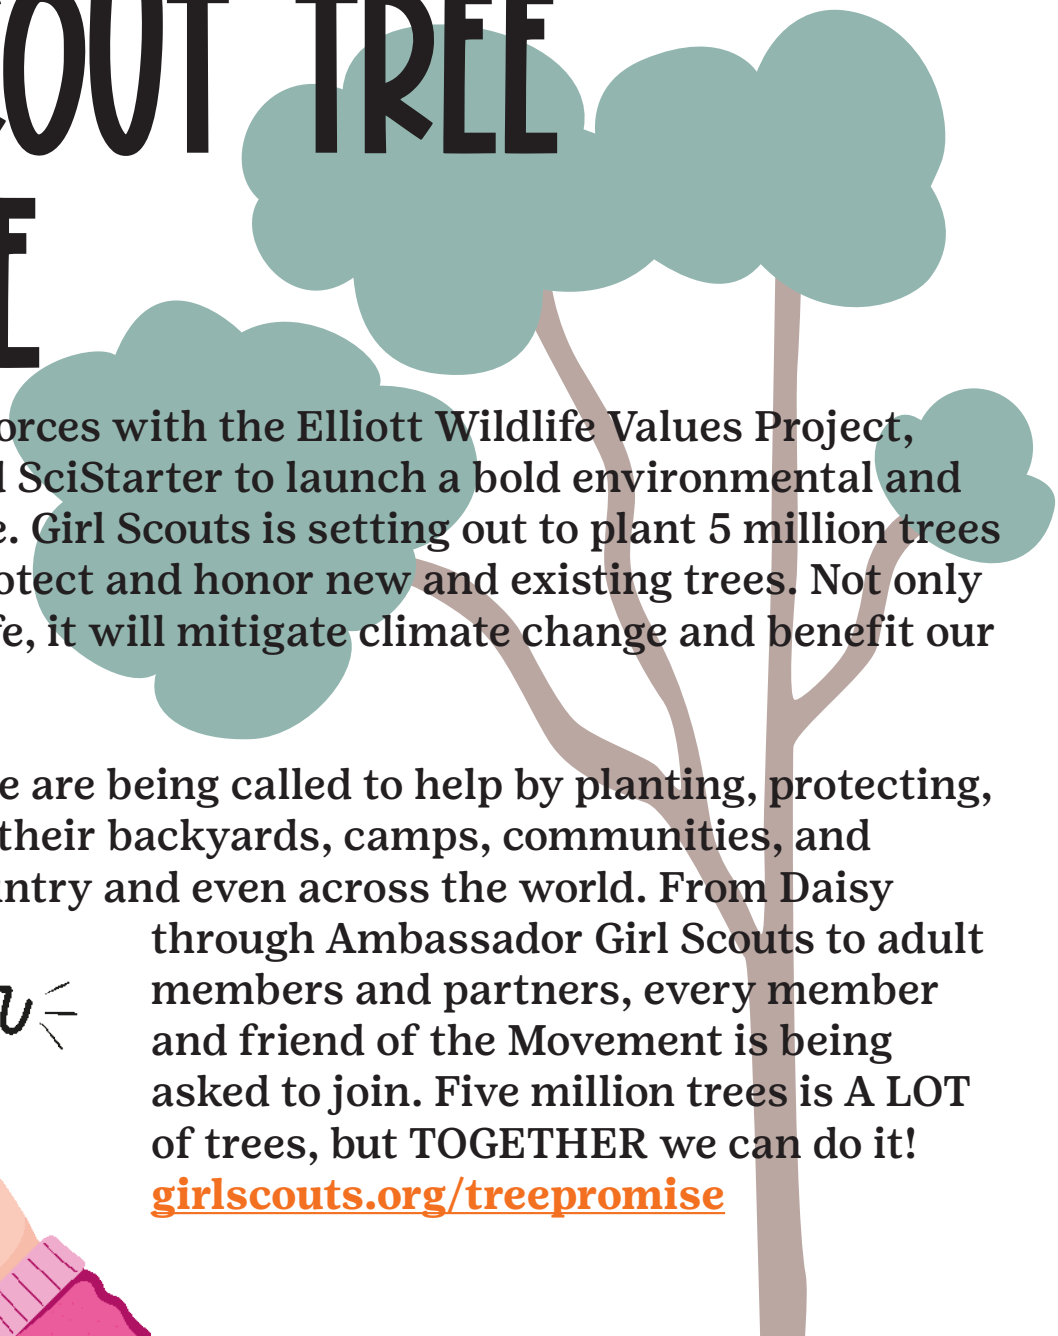 OUT TREE
E
with the Elliott Wildlife Values Project,
SciStarter to launch a bold environmental and
Girl Scouts is setting out to plant 5 million trees
and honor new and existing trees. Not only
it will mitigate climate change and benefit our
are being called to help by planting, protecting,
their backyards, camps, communities, and
and even across the world. From Daisy
through Ambassador Girl Scouts to adult
members and partners, every member
and friend of the Movement is being
asked to join. Five million trees is A LOT
of trees, but TOGETHER we can do it!
girlscouts.org/treepromise